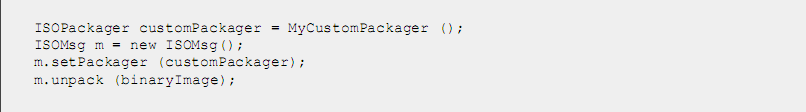 ISOPackager customPackager = MyCustomPackager ();
ISOMsg m = new ISOMsg();
m.setPackager (customPackager);
m.unpack (binaryImage);